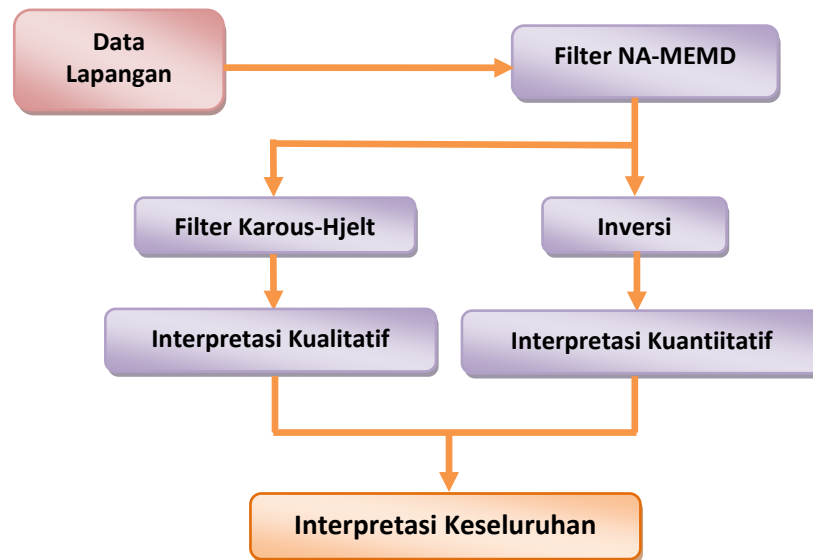 Data
Lapangan
Filter NA-MEMD
Filter Karous-Hjelt
Inversi
Interpretasi Kualitatif
Interpretasi Kuantiitatif
Interpretasi Keseluruhan